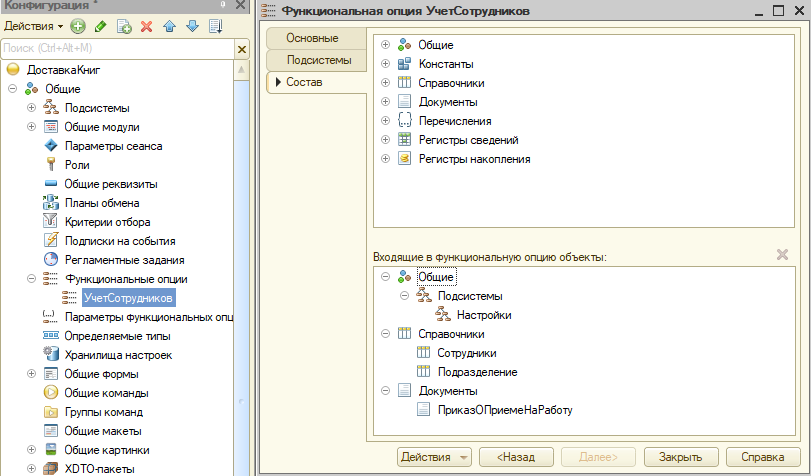 Конфигурация *
Действия
Поиск (Ctrl+Alt+M)
ДоставкаКниг
Общие
Подсистемы
Общие модули
Параметры сеанса
Роли
Общие реквизиты
Планы обмена
Критерии отбора
Подписки на события
Регламентные задания
Функциональные опции
УчетСотрудников
Параметры функциональных опц
Определяемые типы
Хранилища настроек
Общие формы
Общие команды
Группы команд
Общие макеты
Общие картинки
XDTO-пакеты
Функциональная опция УчетСотрудников
Основные
Подсистемы
Состав
Общие
Константы
Справочники
Документы
Перечисления
Регистры сведений
Регистры накопления
Входящие в функциональную опцию объекты:
Общие
Подсистемы
Настройки
Справочники
Сотрудники
Подразделение
Документы
ПриказОПриемеНаРаботу
Действия
<Назад
Далее>
Закрыть
Справка